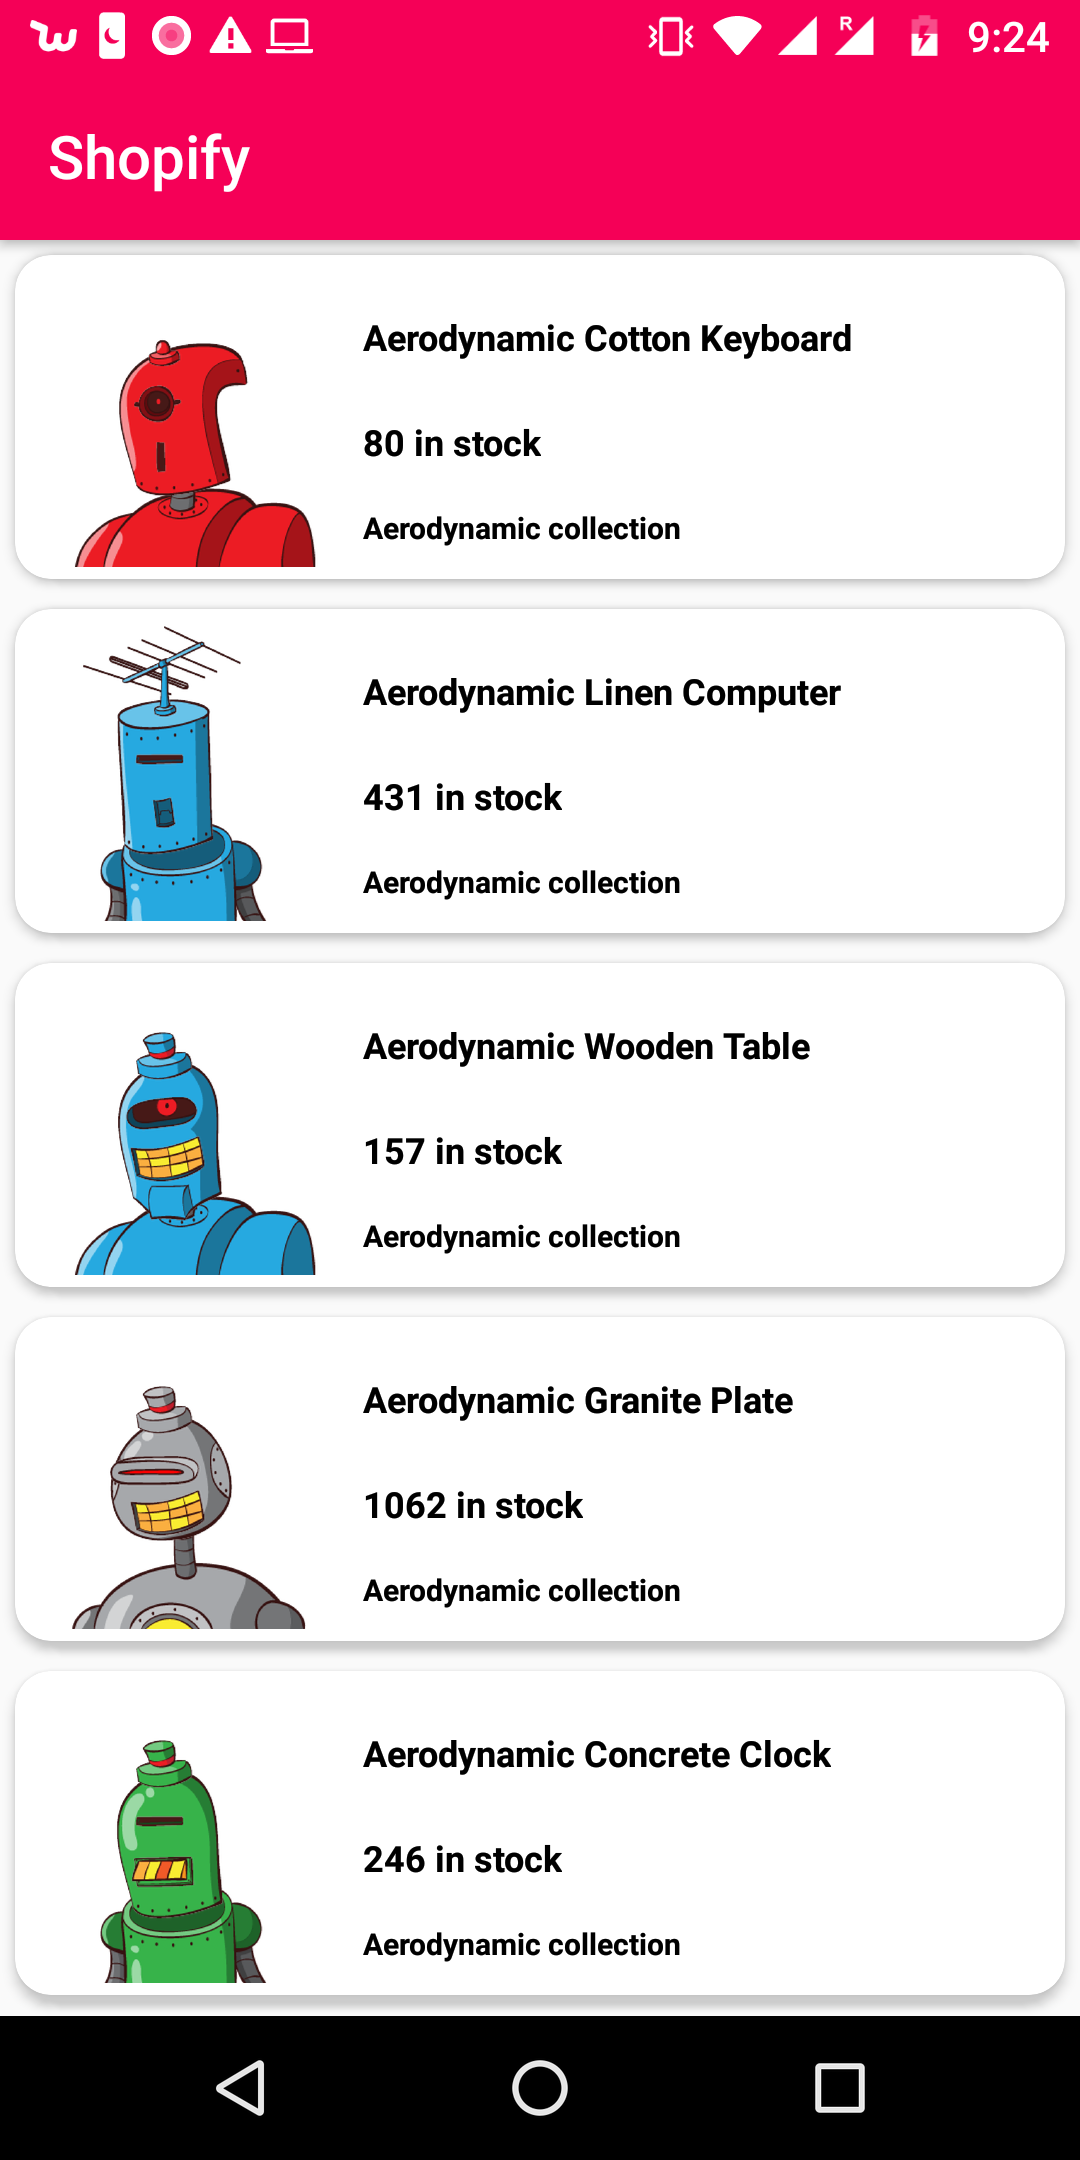 R
9:24
Shopify
Aerodynamic Cotton Keyboard
80 in stock
Aerodynamic collection
Aerodynamic Linen Computer
431 in stock
Aerodynamic collection
Aerodynamic Wooden Table
157 in stock
Aerodynamic collection
Aerodynamic Granite Plate
1062 in stock
Aerodynamic collection
Aerodynamic Concrete Clock
246 in stock
Aerodynamic collection